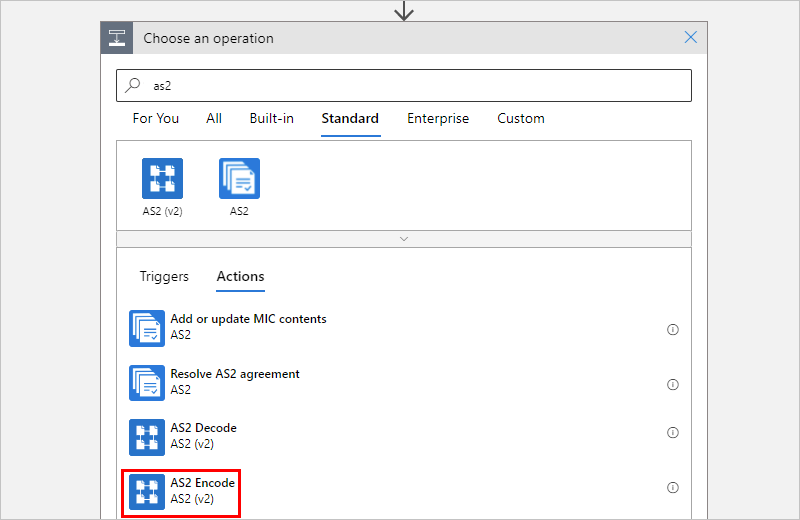 Choose an operation
as2
For You All Built-in Standard Enterprise Custom
AS2 (v2) AS2
Triggers Actions
Add or update MIC contents
AS2
Resolve AS2 agreement
AS2
AS2 Decode
AS2 (v2)
AS2 Encode
AS2 (v2)